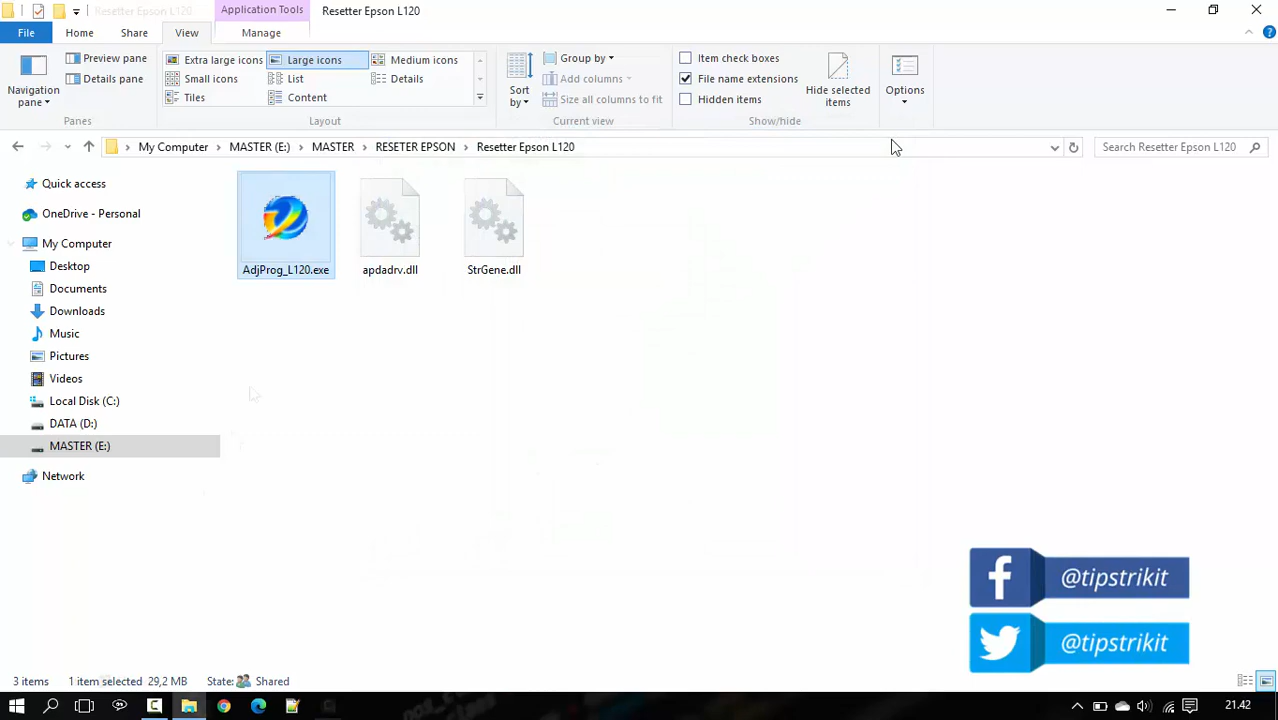 Resetter Epson L120
Application Tools
Resetter Epson L120
File
Home
Share
View
Manage
Navigation pane
Preview pane
Details pane
Panes
Extra large icons
Large icons
Medium icons
Small icons
List
Details
Tiles
Content
Layout
Sort by
Group by
Add columns
Size all columns to fit
Current view
Item check boxes
File name extensions
Hidden items
Hide selected items
Show/hide
Options
My Computer > MASTER (E:) > MASTER > RESETER EPSON > Resetter Epson L120
Search Resetter Epson L120
Quick access
OneDrive - Personal
My Computer
Desktop
Documents
Downloads
Music
Pictures
Videos
Local Disk (C:)
DATA (D:)
MASTER (E:)
Network
AdjProg_L120.exe
apdadrv.dll
StrGene.dll
@tipstrikit
@tipstrikit
3 items
1 item selected 29,2 MB
State: Shared
21.42